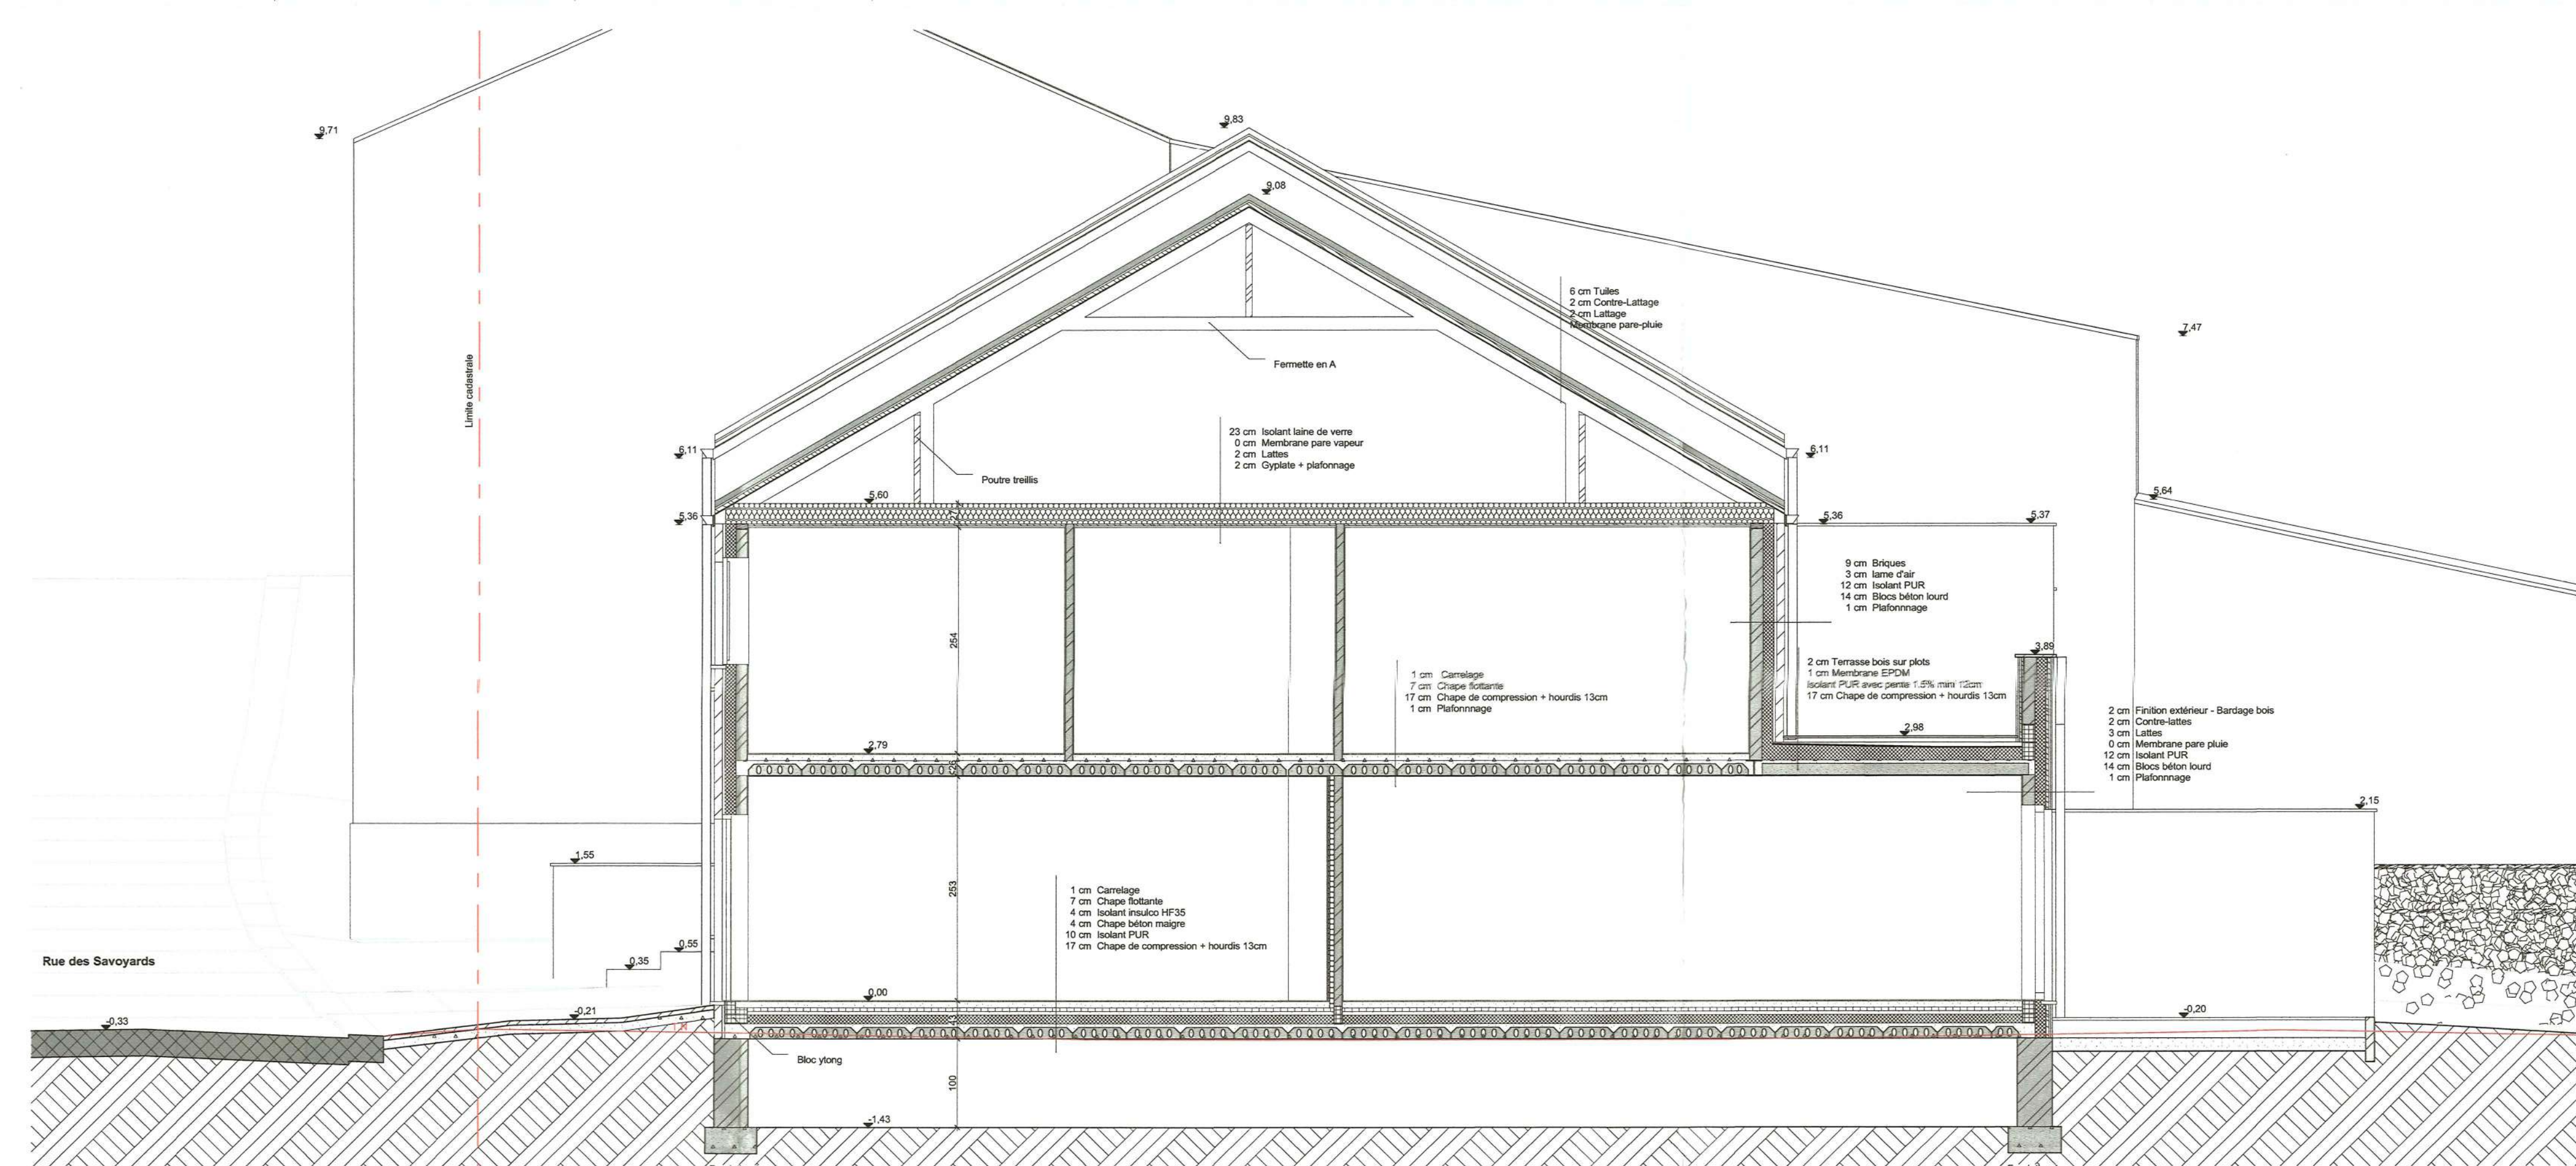 9,71
9,83
9,08
6 cm Tuiles
2 cm Contre-Lattage
2 cm Lattage
Membrane pare-pluie
7,47
Limite cadastrale
Fermette en A
23 cm Isolant laine de verre
0 cm Membrane pare vapeur
2 cm Lattes
2 cm Gyplate + plafonnage
6,11
6,11
Poutre treillis
5,60
5,64
27
5,36
5,36
5,37
9 cm Briques
3 cm lame d'air
12 cm Isolant PUR
14 cm Blocs béton lourd
1 cm Plafonnnage
254
3,89
1 cm Carrelage
7 cm Chape flottante
17 cm Chape de compression + hourdis 13cm
1 cm Plafonnnage
2 cm Terrasse bois sur plots
1 cm Membrane EPDM
Isolant PUR avec pente 1.5% mini 12cm
17 cm Chape de compression + hourdis 13cm
2 cm Finition extérieur - Bardage bois
2 cm Contre-lattes
3 cm Lattes
0 cm Membrane pare pluie
12 cm Isolant PUR
14 cm Blocs béton lourd
1 cm Plafonnnage
2,98
2,79
2,15
1,55
253
1 cm Carrelage
7 cm Chape flottante
4 cm Isolant insulco HF35
4 cm Chape béton maigre
10 cm Isolant PUR
17 cm Chape de compression + hourdis 13cm
0,55
0,35
Rue des Savoyards
0,00
-0,21
-0,33
-0,20
Bloc ytong
100
-1,43